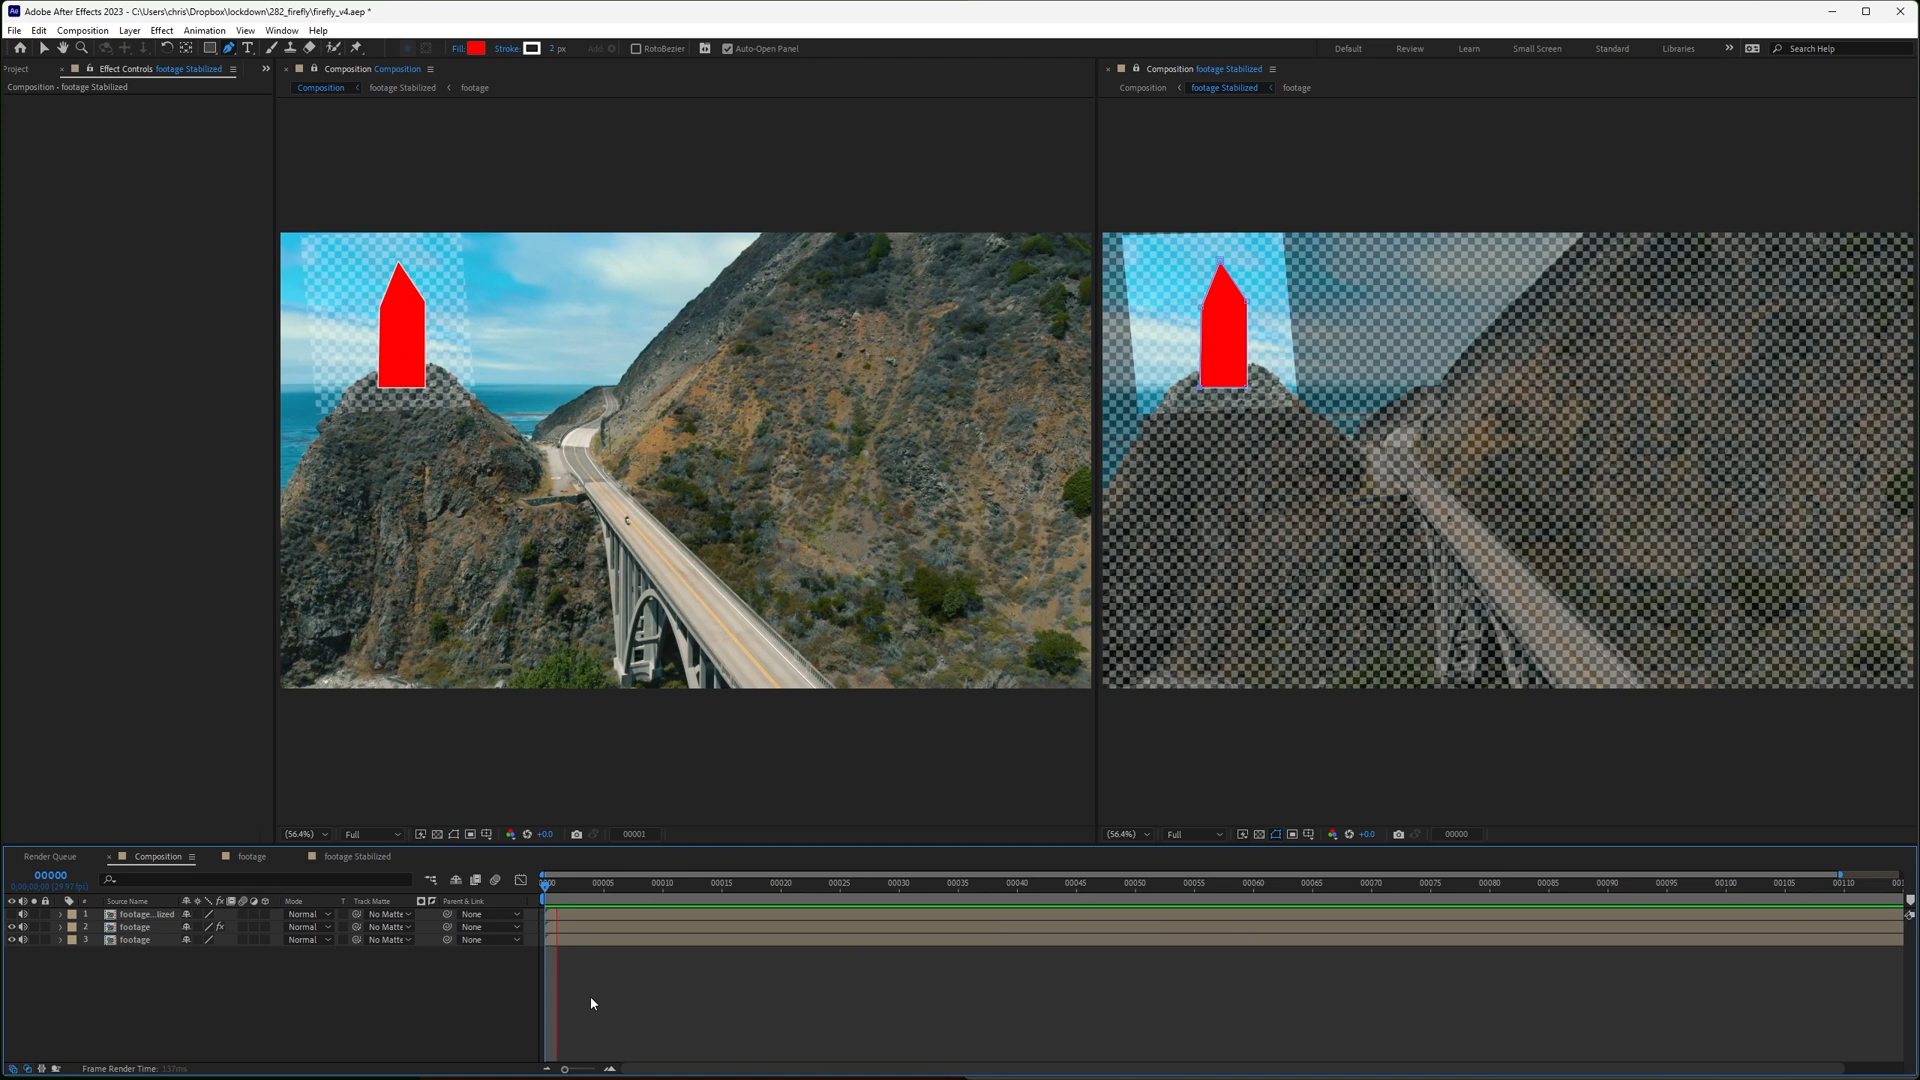 Adobe After Effects 2023 - C:\Users\chris\Dropbox\lockdown\282_firefly\firefly_v4.aep *
File Edit Composition Layer Effect Animation View Window Help
Fill: Stroke: 2 px Add: RotoBezier Auto-Open Panel Default Review Learn Small Screen Standard Libraries Search Help
roject Effect Controls footage Stabilized
Composition • footage Stabilized
Composition Composition
Composition footage Stabilized footage
Composition footage Stabilized
Composition footage Stabilized footage
(56.4%) Full +0.0 00001
(56.4%) Full +0.0 00000
Render Queue Composition footage footage Stabilized
00000
0;00;00;00 (29.97 fps)
00005 00010 00015 00020 00025 00030 00035 00040 00045 00050 00055 00060 00065 00070 00075 00080 00085 00090 00095 00100 00105 00110
# Source Name Mode T Track Matte Parent & Link
1 footage...lized Normal No Matte None
2 footage Normal No Matte None
3 footage Normal No Matte None
Frame Render Time: 137ms